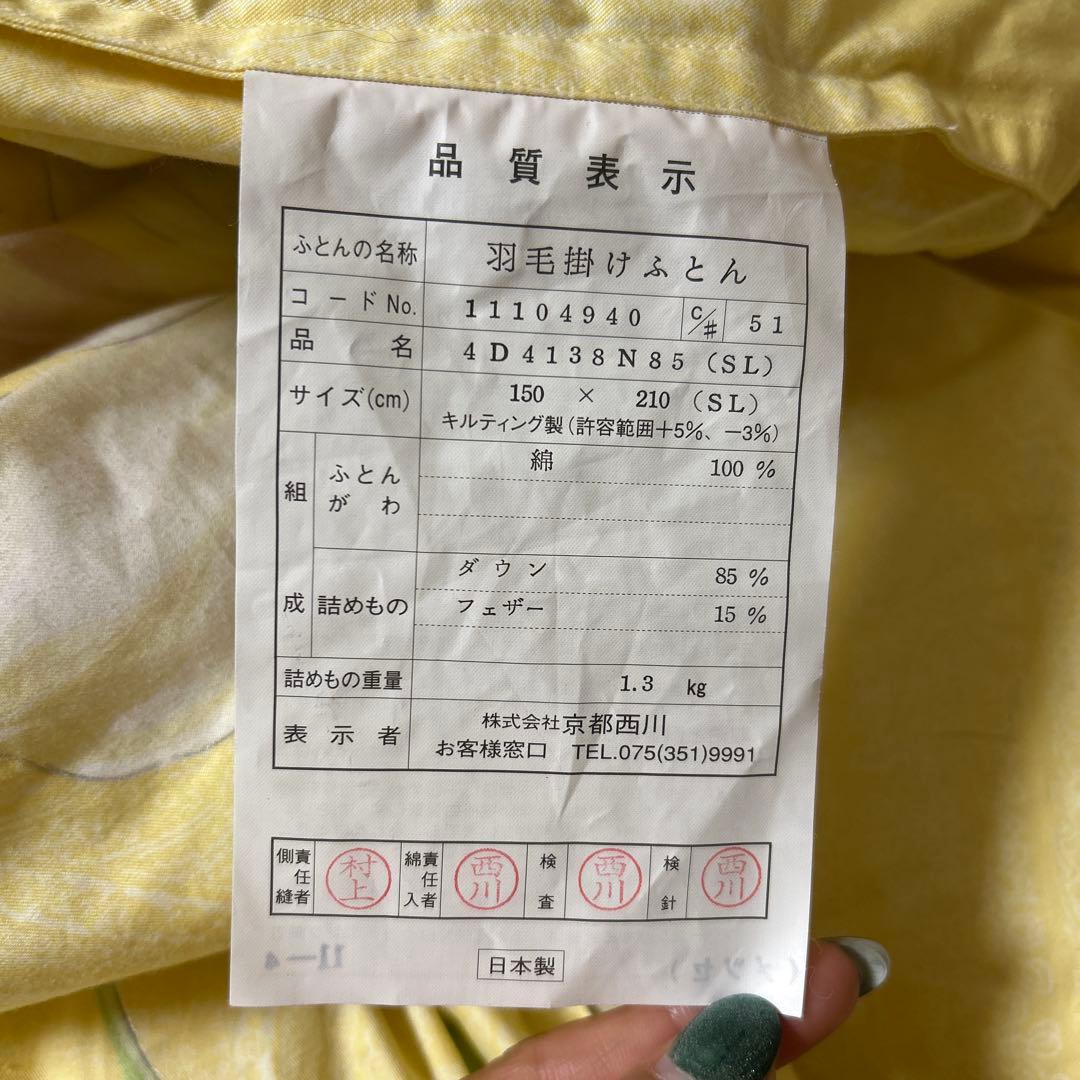 品質表示
ふとんの名称 羽毛掛けふとん
コードNo. 11104940 C/# 51
品名 4D4138N85(SL)
サイズ(cm) 150 × 210 (SL)
キルティング製(許容範囲+5%、-3%)
組成 ふとんがわ 綿 100 %
詰めもの ダウン 85 %
フェザー 15 %
詰めもの重量 1.3 kg
表示者 株式会社京都西川
お客様窓口 TEL.075(351)9991
側縫責任者 村上 綿入責任者 西川 検査 西川 検針 西川
日本製
11-4